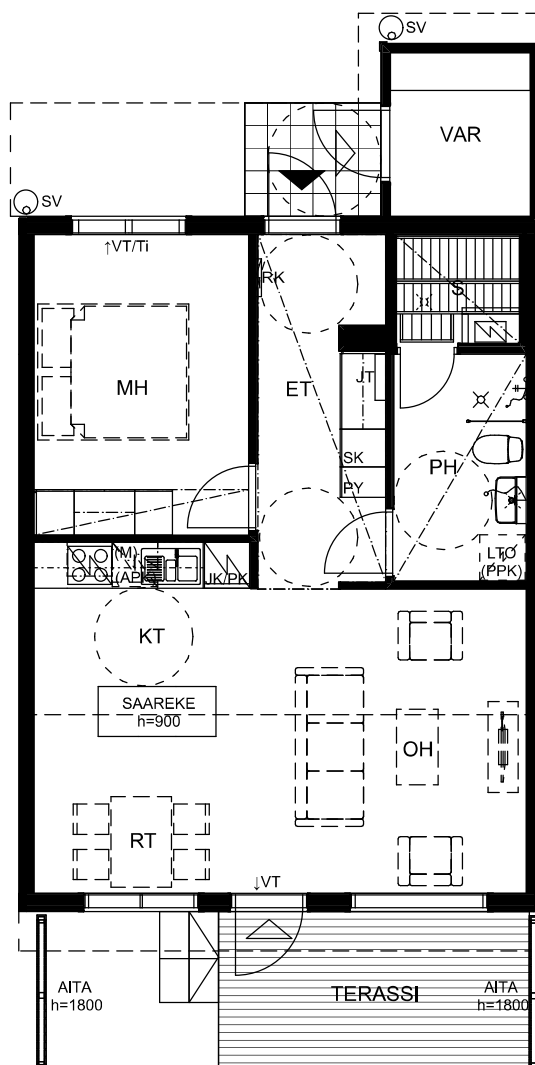 SV
VAR
SV
↑VT/Ti
RK
S
MH
ET
JT
SK
PH
PY
(M)
(APK)
JK/PK
LTO
(PPK)
KT
SAAREKE
h=900
OH
RT
↓VT
AITA
h=1800
TERASSI
AITA
h=1800